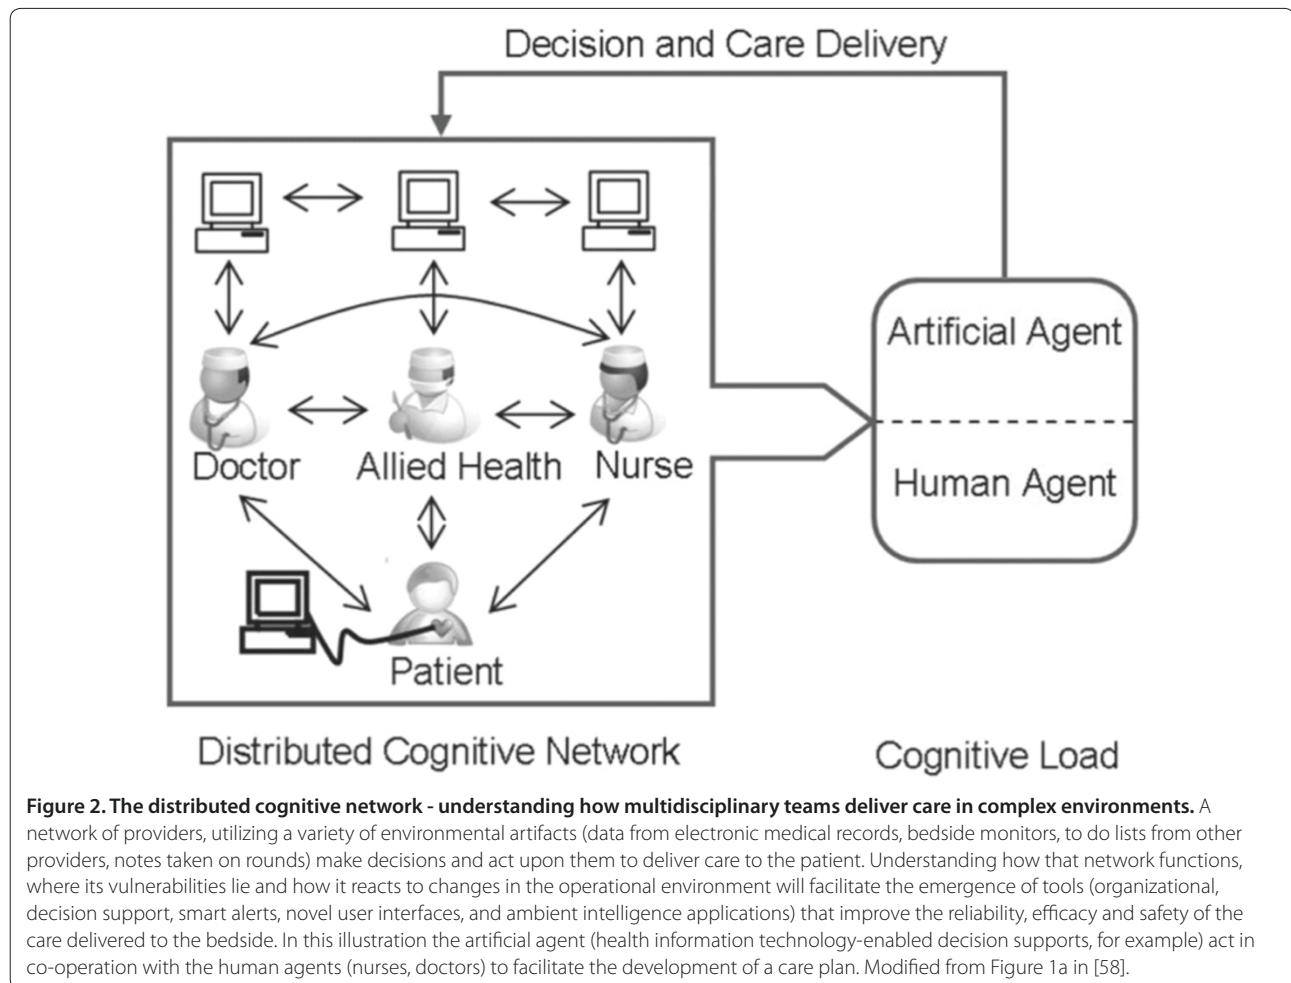 Decision and Care Delivery
Artificial Agent
Human Agent
Doctor
Allied Health
Nurse
Patient
Distributed Cognitive Network
Cognitive Load
Figure 2. The distributed cognitive network - understanding how multidisciplinary teams deliver care in complex environments. A
network of providers, utilizing a variety of environmental artifacts (data from electronic medical records, bedside monitors, to do lists from other
providers, notes taken on rounds) make decisions and act upon them to deliver care to the patient. Understanding how that network functions,
where its vulnerabilities lie and how it reacts to changes in the operational environment will facilitate the emergence of tools (organizational,
decision support, smart alerts, novel user interfaces, and ambient intelligence applications) that improve the reliability, efficacy and safety of the
care delivered to the bedside. In this illustration the artificial agent (health information technology-enabled decision supports, for example) act in
co-operation with the human agents (nurses, doctors) to facilitate the development of a care plan. Modified from Figure 1a in [58].